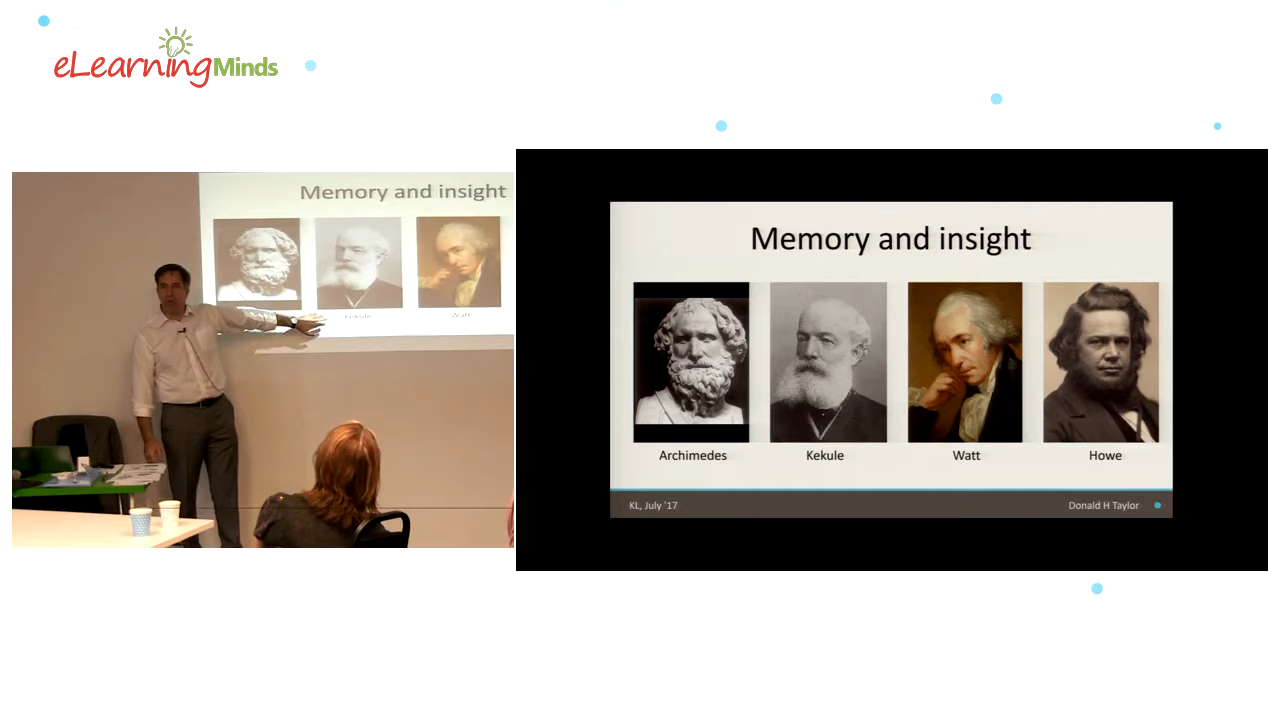 eLearningMinds
Memory and insight
Kekule
Watt
Memory and insight
Archimedes
Kekule
Watt
Howe
KL, July '17
Donald H Taylor